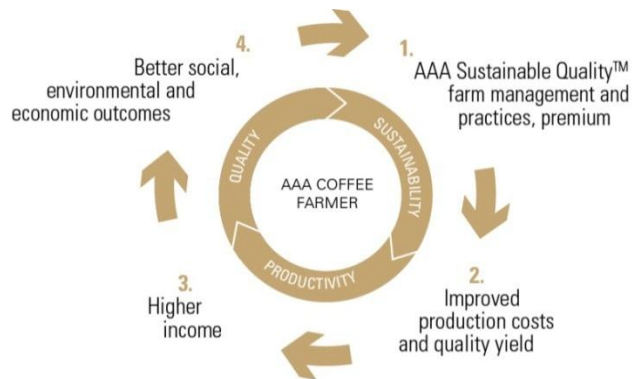 4.
Better social,
environmental and
economic outcomes
1.
AAA Sustainable Quality™
farm management and
practices, premium
QUALITY
SUSTAINABILITY
PRODUCTIVITY
AAA COFFEE
FARMER
3.
Higher
income
2.
Improved
production costs
and quality yield